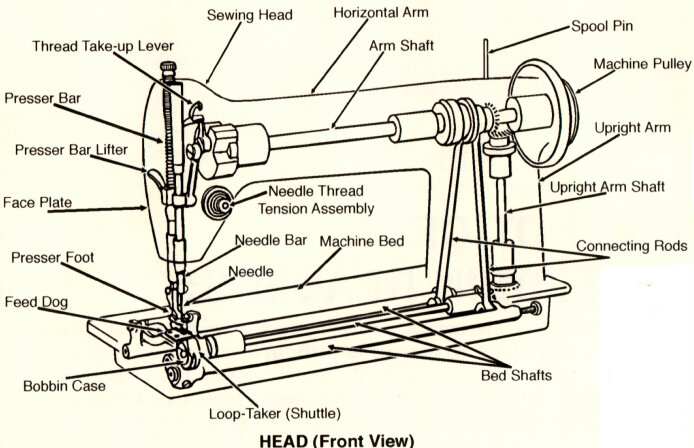 Sewing Head
Horizontal Arm
Spool Pin
Thread Take-up Lever
Arm Shaft
Machine Pulley
Presser Bar
Upright Arm
Presser Bar Lifter
Needle Thread
Tension Assembly
Upright Arm Shaft
Face Plate
Needle Bar
Machine Bed
Connecting Rods
Presser Foot
Needle
Feed Dog
Bed Shafts
Bobbin Case
Loop-Taker (Shuttle)
HEAD (Front View)